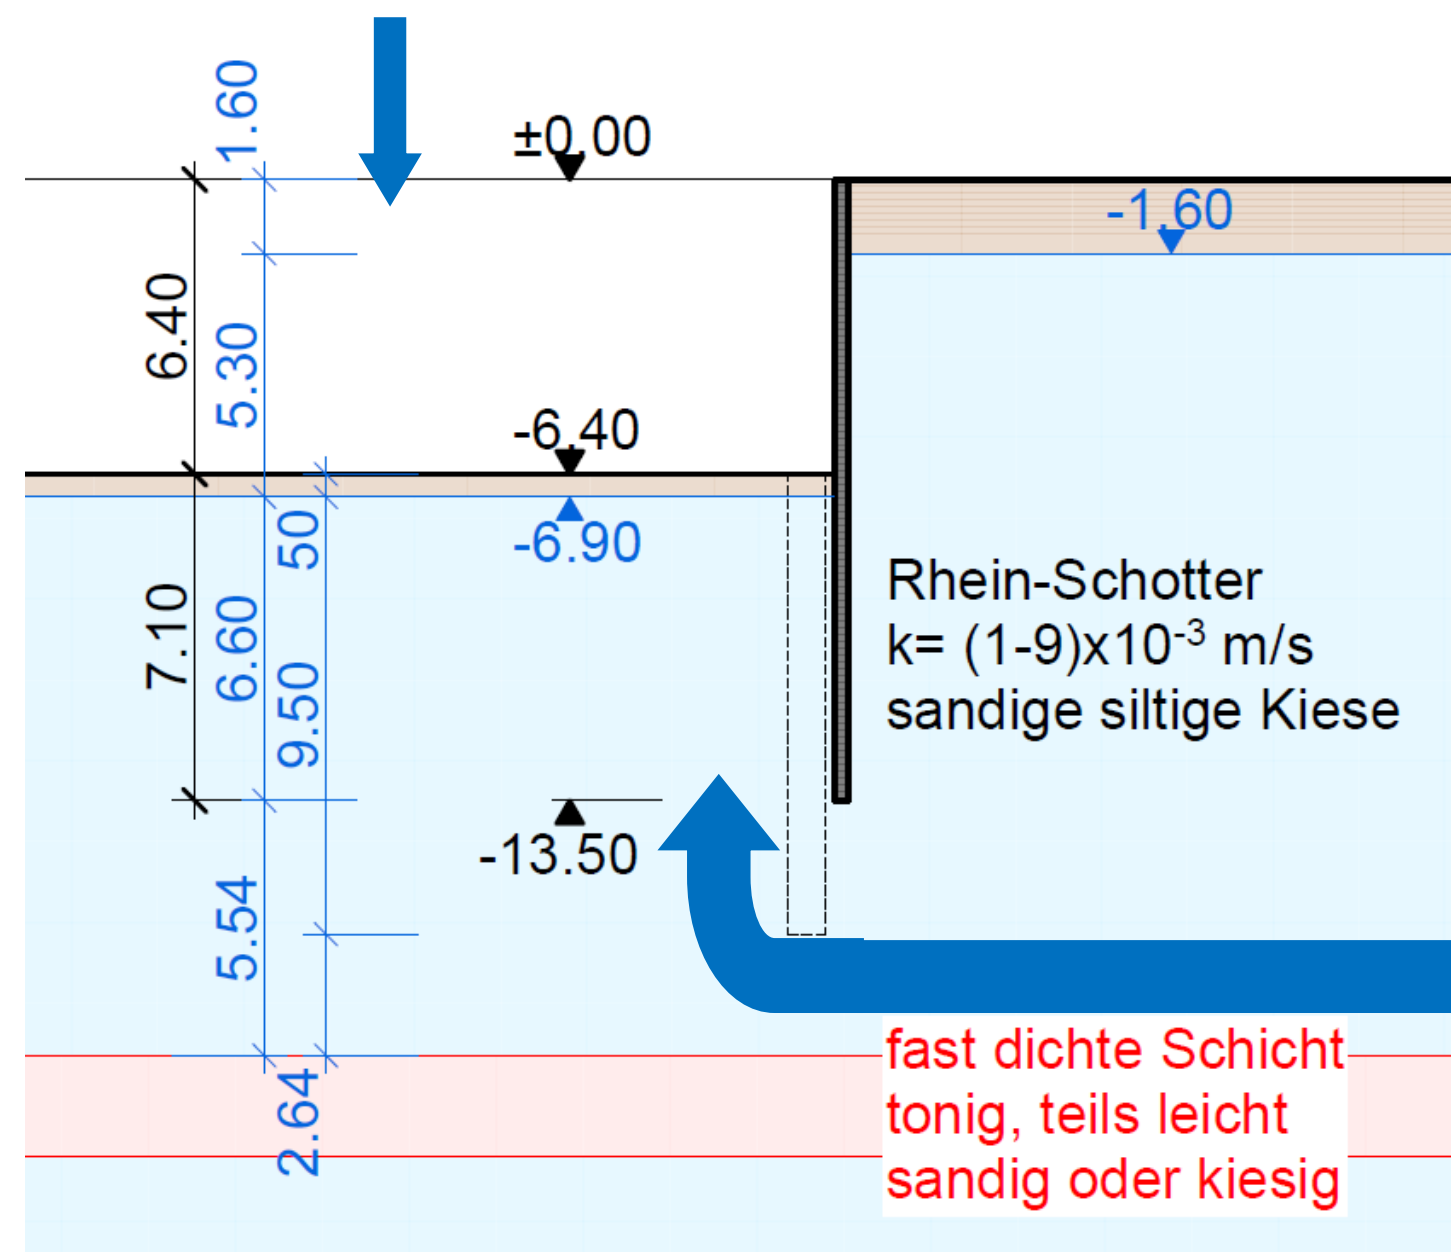 1.60
±0.00
-1.60
6.40
5.30
-6.40
50
-6.90
7.10
6.60
9.50
Rhein-Schotter
k= (1-9)x10⁻³ m/s
sandige siltige Kiese
-13.50
5.54
fast dichte Schicht
tonig, teils leicht
sandig oder kiesig
2.64